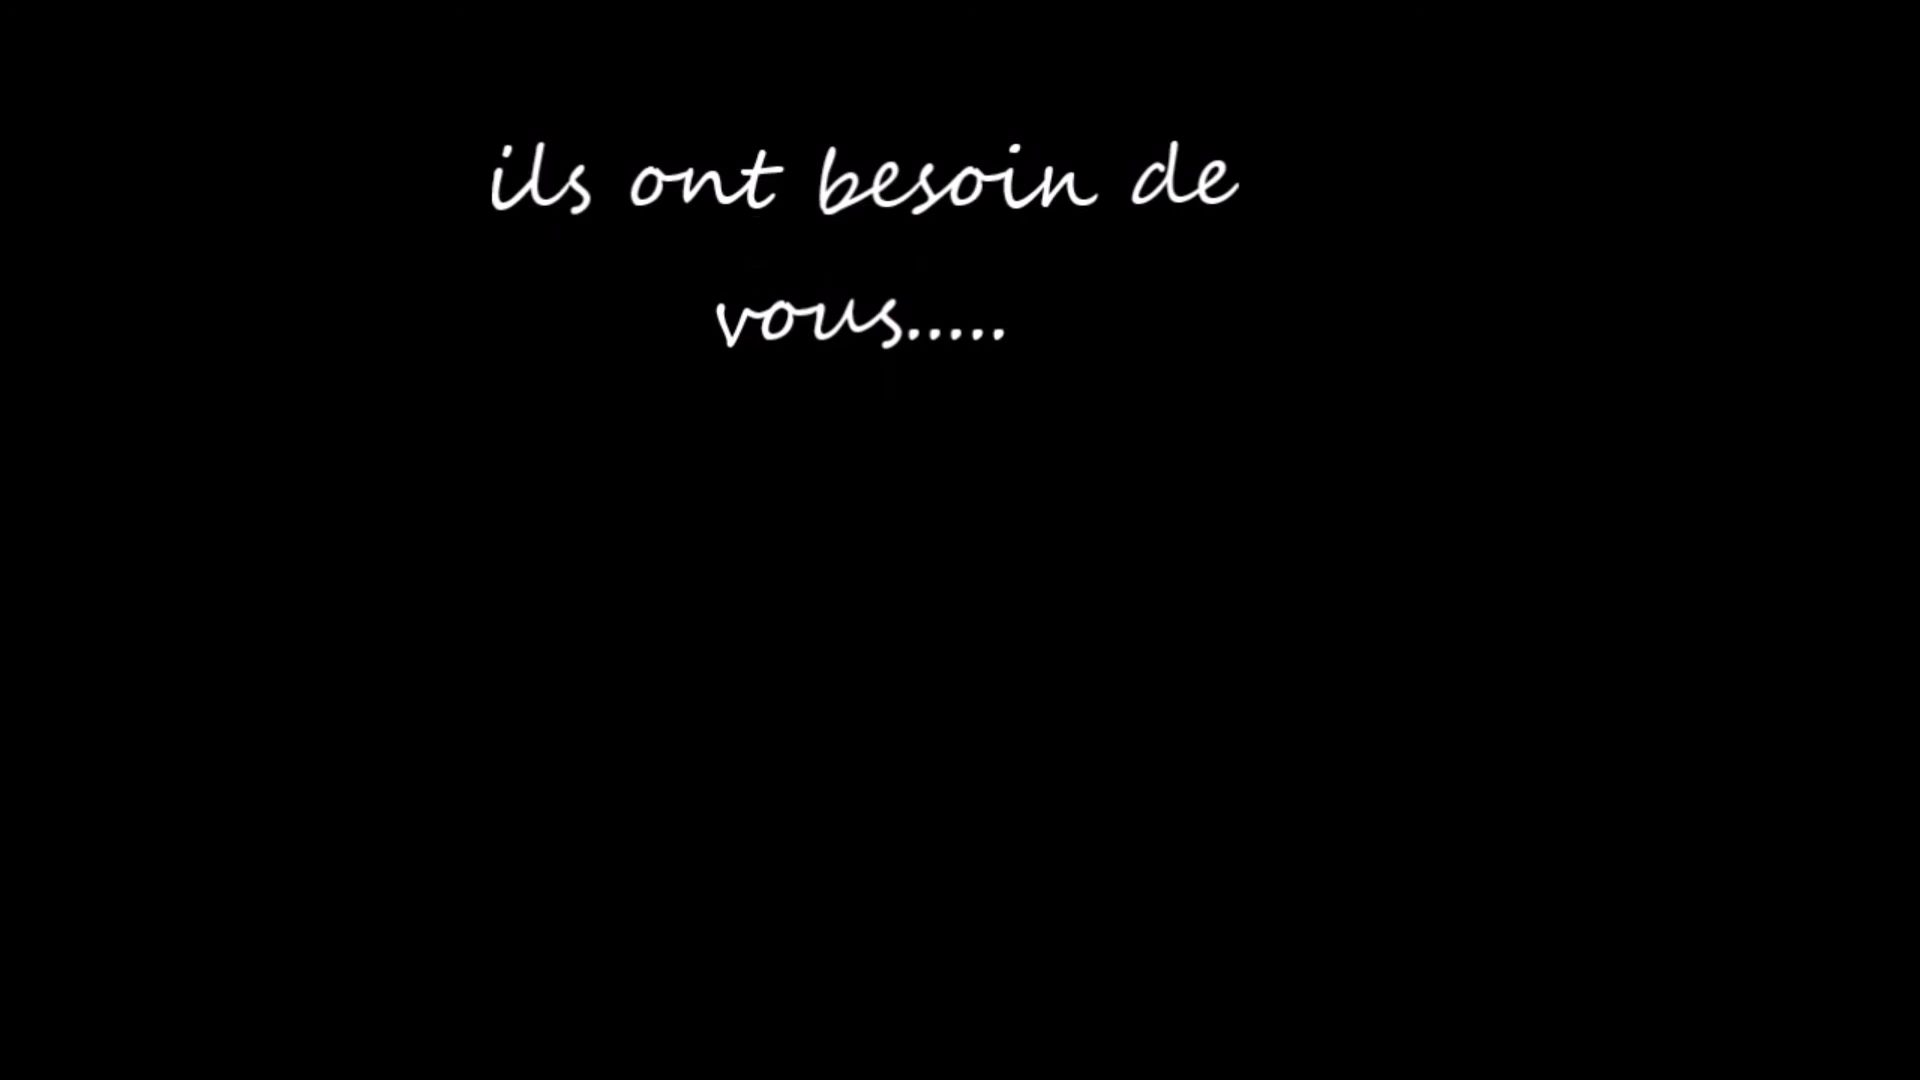 ils ont besoin de
vous.....